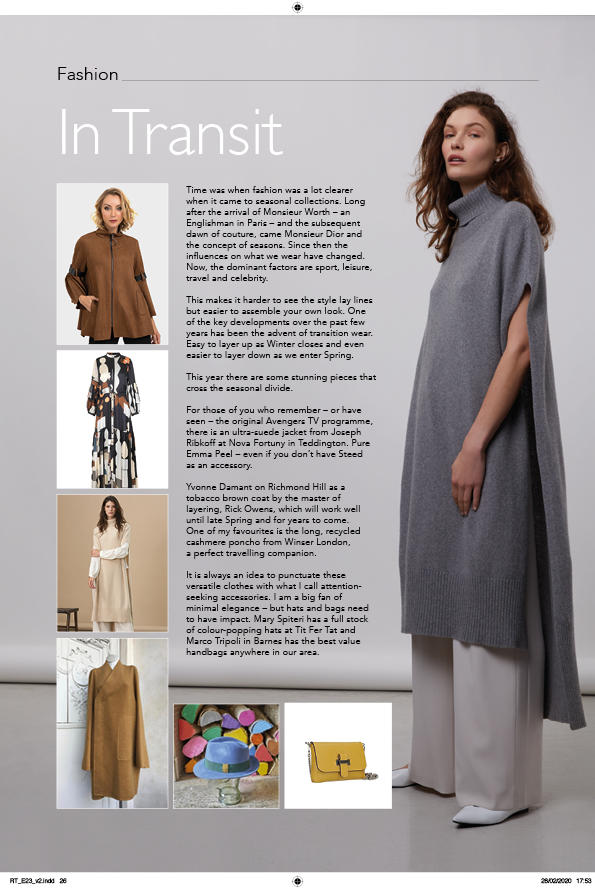 Fashion
In Transit
Time was when fashion was a lot clearer
when it came to seasonal collections. Long
after the arrival of Monsieur Worth – an
Englishman in Paris – and the subsequent
dawn of couture, came Monsieur Dior and
the concept of seasons. Since then the
influences on what we wear have changed.
Now, the dominant factors are sport, leisure,
travel and celebrity.
This makes it harder to see the style lay lines
but easier to assemble your own look. One
of the key developments over the past few
years has been the advent of transition wear.
Easy to layer up as Winter closes and even
easier to layer down as we enter Spring.
This year there are some stunning pieces that
cross the seasonal divide.
For those of you who remember – or have
seen – the original Avengers TV programme,
there is an ultra-suede jacket from Joseph
Ribkoff at Nova Fortuny in Teddington. Pure
Emma Peel – even if you don’t have Steed
as an accessory.
Yvonne Damant on Richmond Hill as a
tobacco brown coat by the master of
layering, Rick Owens, which will work well
until late Spring and for years to come.
One of my favourites is the long, recycled
cashmere poncho from Winser London,
a perfect travelling companion.
It is always an idea to punctuate these
versatile clothes with what I call attention-
seeking accessories. I am a big fan of
minimal elegance – but hats and bags need
to have impact. Mary Spiteri has a full stock
of colour-popping hats at Tit Fer Tat and
Marco Tripoli in Barnes has the best value
handbags anywhere in our area.
RT_E23_v2.indd 26
28/02/2020 17:53